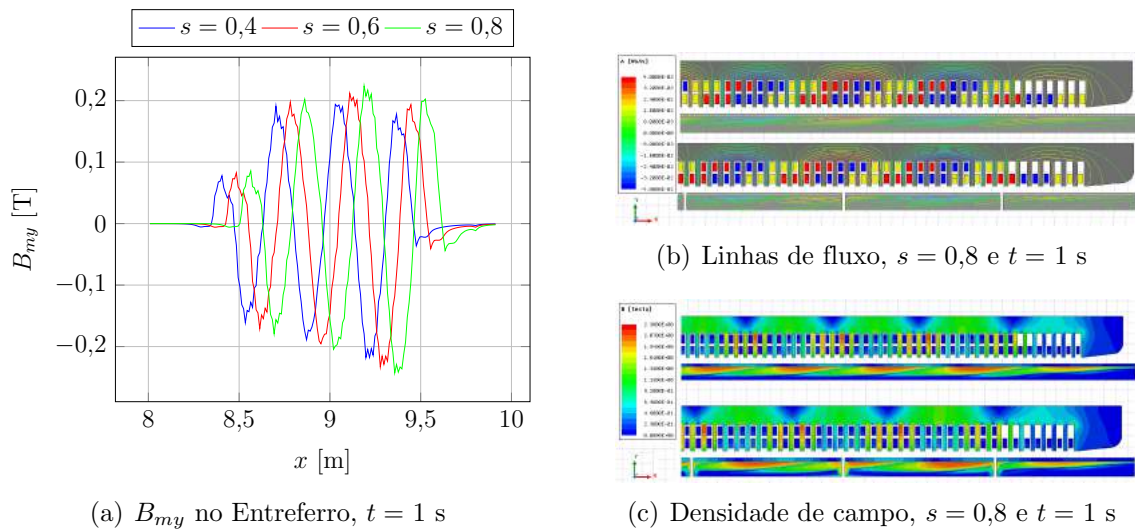 s = 0,4 s = 0,6 s = 0,8
0,2
0,1
0
−0,1
−0,2
8 8,5 9 9,5 10
B_my [T]
x [m]
(a) B_my no Entreferro, t = 1 s
A [Wb/m]
(b) Linhas de fluxo, s = 0,8 e t = 1 s
B [tesla]
(c) Densidade de campo, s = 0,8 e t = 1 s